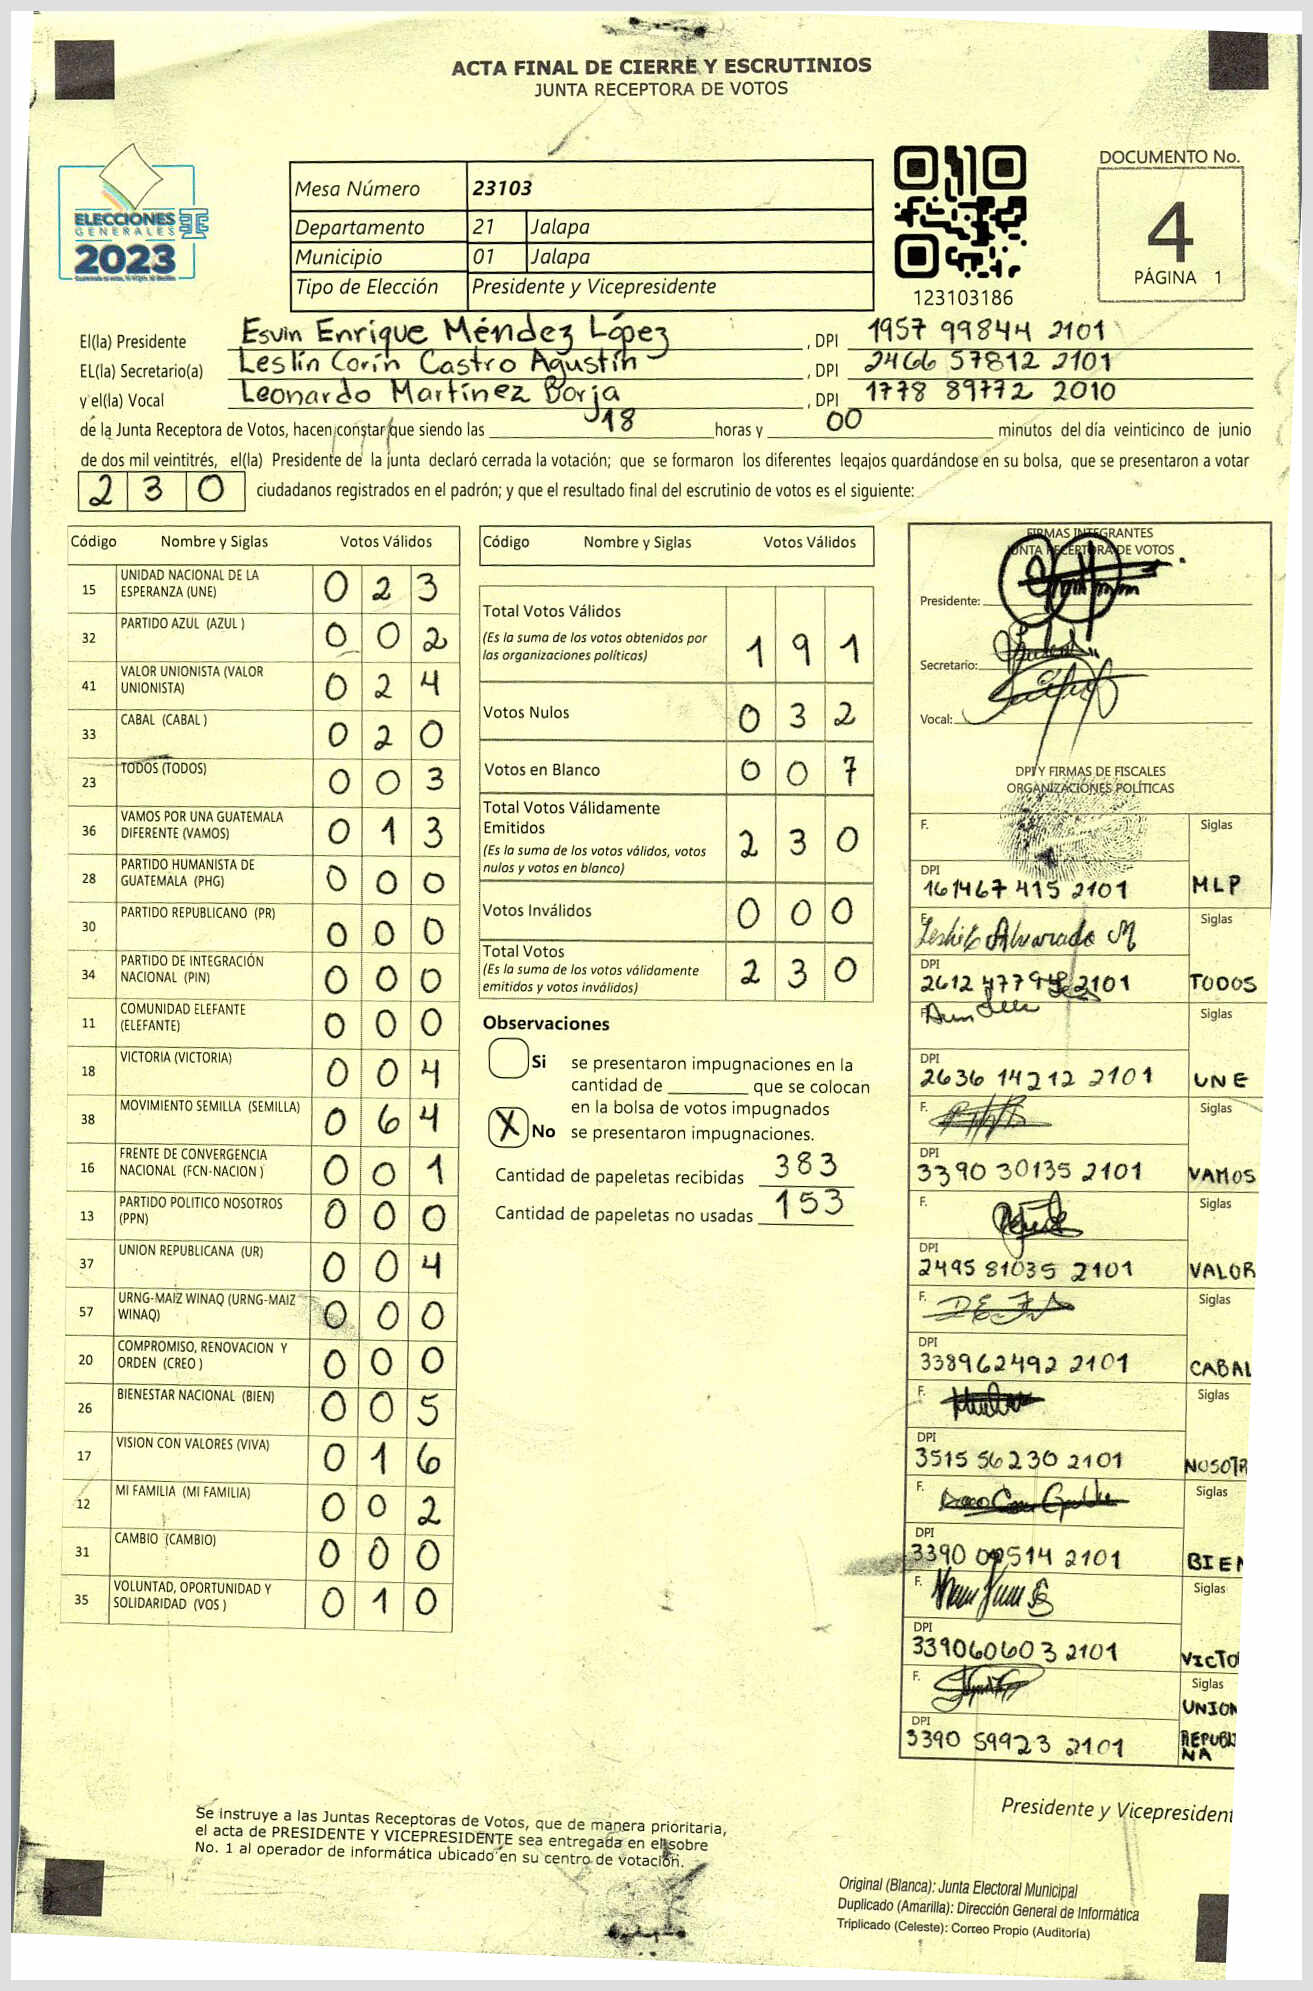 ACTA FINAL DE CIERRE Y ESCRUTINIOS
JUNTA RECEPTORA DE VOTOS
ELECCIONES
GENERALES
2023
Mesa Número 23103
Departamento 21 Jalapa
Municipio 01 Jalapa
Tipo de Elección Presidente y Vicepresidente
123103186
DOCUMENTO No.
4
PÁGINA 1
El(la) Presidente Esvin Enrique Méndez López, DPI 1957 99844 2101
EL(la) Secretario(a) Leslin Corín Castro Agustín, DPI 2466 57812 2101
y el(la) Vocal Leonardo Martínez Borja, DPI 1778 89772 2010
de la Junta Receptora de Votos, hacen constar que siendo las 18 horas y 00 minutos del día veinticinco de junio
de dos mil veintitrés, el(la) Presidente de la junta declaró cerrada la votación; que se formaron los diferentes legajos guardándose en su bolsa, que se presentaron a votar
230 ciudadanos registrados en el padrón; y que el resultado final del escrutinio de votos es el siguiente:
Código Nombre y Siglas Votos Válidos
15 UNIDAD NACIONAL DE LA ESPERANZA (UNE) 0 2 3
32 PARTIDO AZUL (AZUL ) 0 0 2
41 VALOR UNIONISTA (VALOR UNIONISTA) 0 2 4
33 CABAL (CABAL ) 0 2 0
23 TODOS (TODOS) 0 0 3
36 VAMOS POR UNA GUATEMALA DIFERENTE (VAMOS) 0 1 3
28 PARTIDO HUMANISTA DE GUATEMALA (PHG) 0 0 0
30 PARTIDO REPUBLICANO (PR) 0 0 0
34 PARTIDO DE INTEGRACIÓN NACIONAL (PIN) 0 0 0
11 COMUNIDAD ELEFANTE (ELEFANTE) 0 0 0
18 VICTORIA (VICTORIA) 0 0 4
38 MOVIMIENTO SEMILLA (SEMILLA) 0 6 4
16 FRENTE DE CONVERGENCIA NACIONAL (FCN-NACION ) 0 0 1
13 PARTIDO POLITICO NOSOTROS (PPN) 0 0 0
37 UNION REPUBLICANA (UR) 0 0 4
57 URNG-MAIZ WINAQ (URNG-MAIZ WINAQ) 0 0 0
20 COMPROMISO, RENOVACION Y ORDEN (CREO ) 0 0 0
26 BIENESTAR NACIONAL (BIEN) 0 0 5
17 VISION CON VALORES (VIVA) 0 1 6
12 MI FAMILIA (MI FAMILIA) 0 0 2
31 CAMBIO (CAMBIO) 0 0 0
35 VOLUNTAD, OPORTUNIDAD Y SOLIDARIDAD (VOS ) 0 1 0
Código Nombre y Siglas Votos Válidos
Total Votos Válidos 1 9 1
(Es la suma de los votos obtenidos por
las organizaciones políticas)
Votos Nulos 0 3 2
Votos en Blanco 0 0 7
Total Votos Válidamente
Emitidos 2 3 0
(Es la suma de los votos válidos, votos
nulos y votos en blanco)
Votos Inválidos 0 0 0
Total Votos 2 3 0
(Es la suma de los votos válidamente
emitidos y votos inválidos)
Observaciones
Si se presentaron impugnaciones en la
cantidad de ________ que se colocan
en la bolsa de votos impugnados
X No se presentaron impugnaciones.
Cantidad de papeletas recibidas 383
Cantidad de papeletas no usadas 153
FIRMAS INTEGRANTES
JUNTA RECEPTORA DE VOTOS
Presidente:
Secretario:
Vocal:
DPI Y FIRMAS DE FISCALES
ORGANIZACIONES POLÍTICAS
F. Siglas
DPI
161467 415 2101 MLP
F. Leslie Alvarado M Siglas
DPI
2612 47794 2101 TODOS
F. Siglas
DPI
2636 14212 2101 UNE
F. Siglas
DPI
3390 30135 2101 VAMOS
F. Siglas
DPI
2495 81035 2101 VALOR
F. Siglas
DPI
338962492 2101 CABAL
F. Siglas
DPI
3515 56230 2101 NOSOTR
F. Siglas
DPI
3390 09514 2101 BIEN
F. Siglas
DPI
339060603 2101 VICTO
F. Siglas
DPI
3390 59923 2101 UNION
REPUBLI
NA
Presidente y Vicepresident
Se instruye a las Juntas Receptoras de Votos, que de manera prioritaria,
el acta de PRESIDENTE Y VICEPRESIDENTE sea entregada en el sobre
No. 1 al operador de informática ubicado en su centro de votación.
Original (Blanca): Junta Electoral Municipal
Duplicado (Amarilla): Dirección General de Informática
Triplicado (Celeste): Correo Propio (Auditoría)